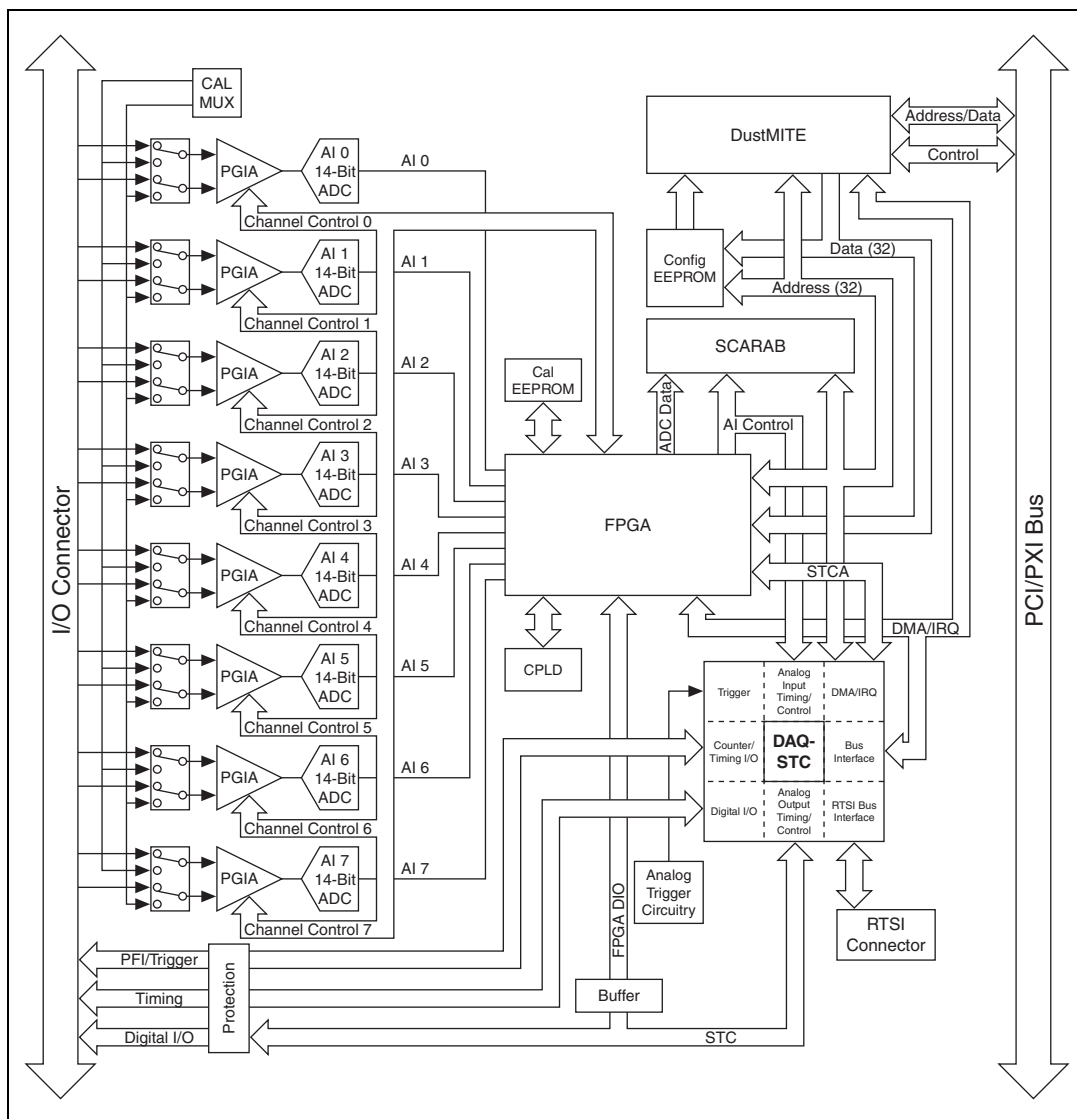 CAL
MUX
I/O Connector
PCI/PXI Bus
DustMITE
Address/Data
Control
PGIA
AI 0
14-Bit
ADC
AI 0
Channel Control 0
PGIA
AI 1
14-Bit
ADC
AI 1
Channel Control 1
PGIA
AI 2
14-Bit
ADC
AI 2
Channel Control 2
PGIA
AI 3
14-Bit
ADC
AI 3
Channel Control 3
PGIA
AI 4
14-Bit
ADC
AI 4
Channel Control 4
PGIA
AI 5
14-Bit
ADC
AI 5
Channel Control 5
PGIA
AI 6
14-Bit
ADC
AI 6
Channel Control 6
PGIA
AI 7
14-Bit
ADC
AI 7
Channel Control 7
Config
EEPROM
Data (32)
Address (32)
SCARAB
Cal
EEPROM
ADC Data
AI Control
FPGA
STCA
DMA/IRQ
CPLD
Trigger
Analog
Input
Timing/
Control
DMA/IRQ
Counter/
Timing I/O
DAQ-
STC
Bus
Interface
Digital I/O
Analog
Output
Timing/
Control
RTSI Bus
Interface
Analog
Trigger
Circuitry
RTSI
Connector
FPGA DIO
Buffer
STC
PFI/Trigger
Timing
Digital I/O
Protection